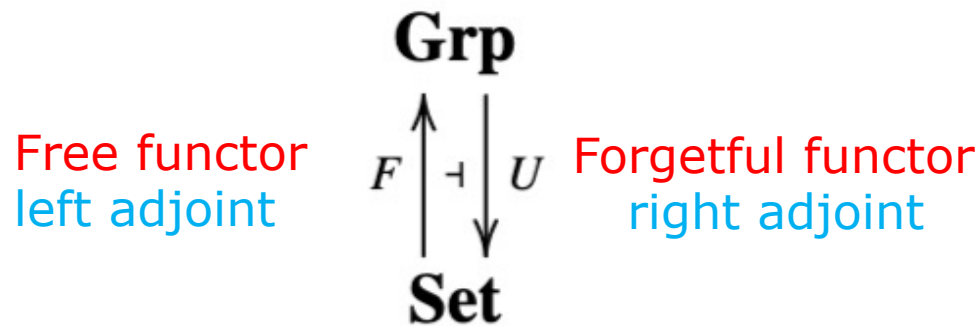 Grp
Free functor
left adjoint
F ⊣ U
Forgetful functor
right adjoint
Set